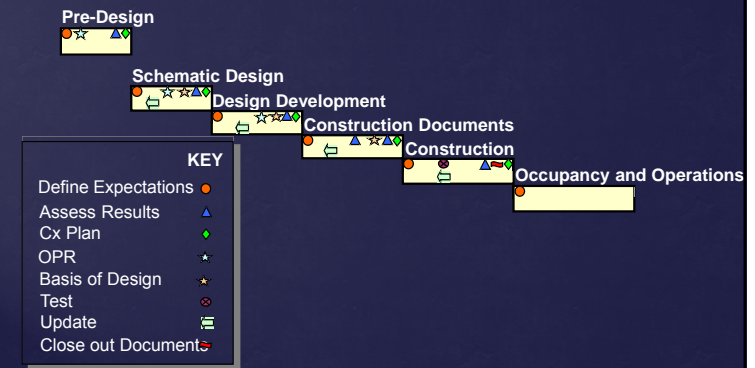 Pre-Design
Schematic Design
Design Development
Construction Documents
Construction
Occupancy and Operations
KEY
Define Expectations
Assess Results
Cx Plan
OPR
Basis of Design
Test
Update
Close out Documents